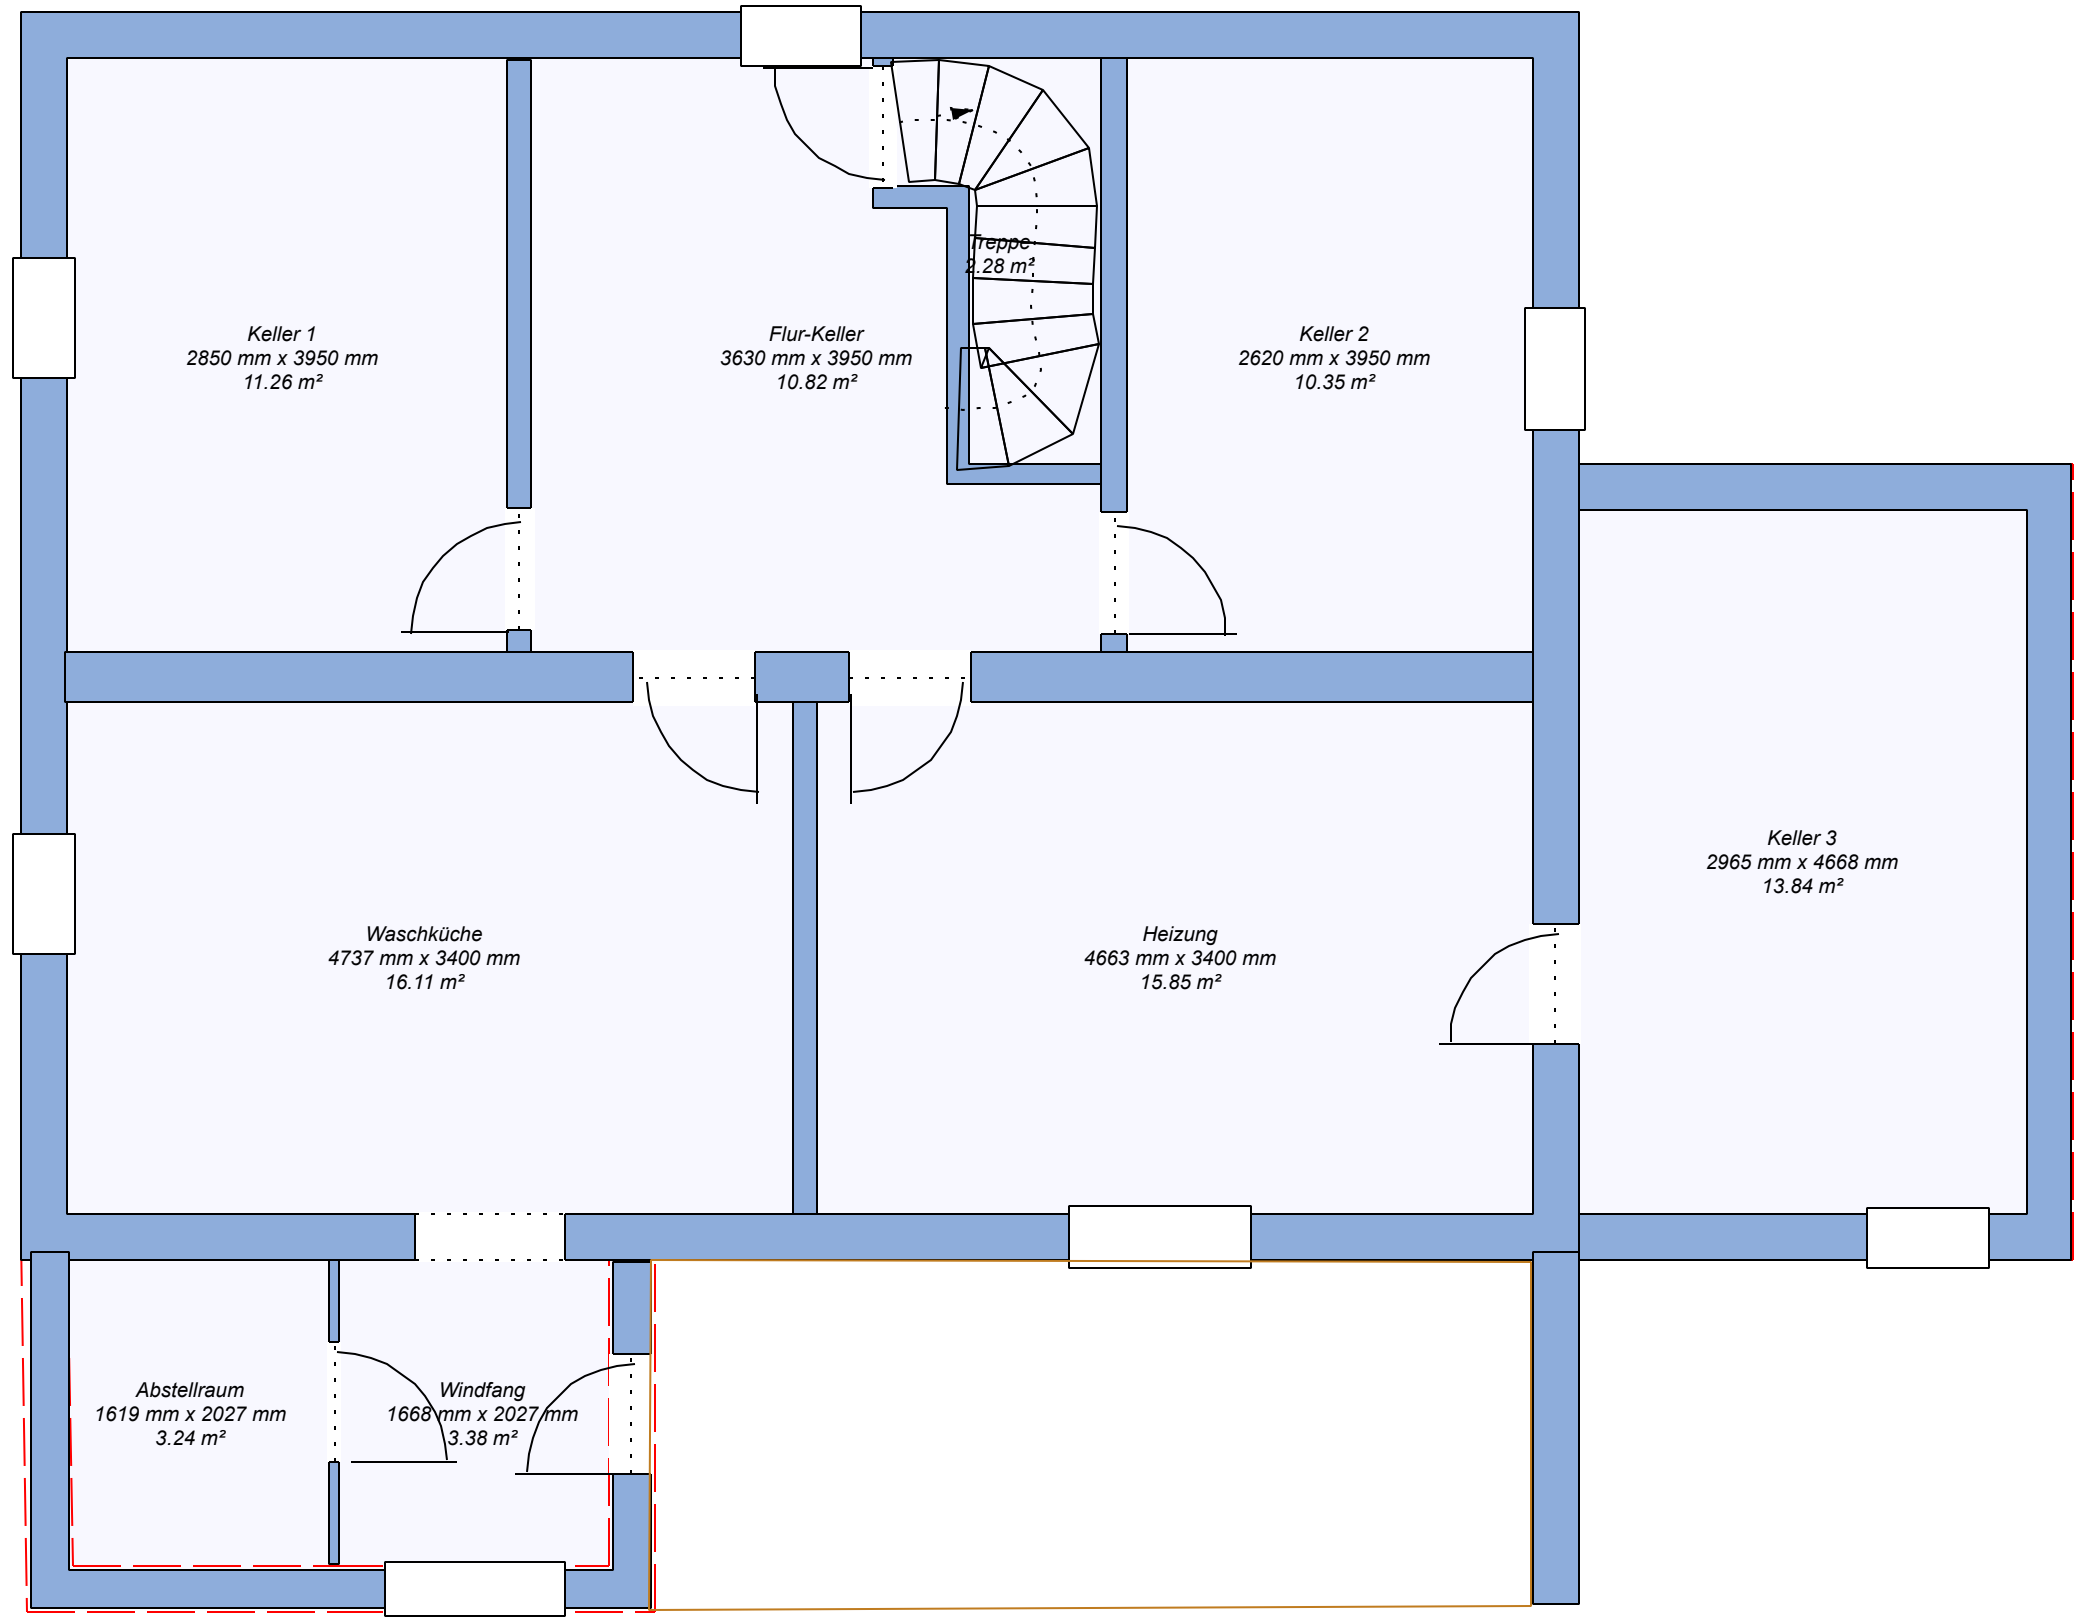 Treppe
2.28 m²
Keller 1
2850 mm x 3950 mm
11.26 m²
Flur-Keller
3630 mm x 3950 mm
10.82 m²
Keller 2
2620 mm x 3950 mm
10.35 m²
Keller 3
2965 mm x 4668 mm
13.84 m²
Waschküche
4737 mm x 3400 mm
16.11 m²
Heizung
4663 mm x 3400 mm
15.85 m²
Abstellraum
1619 mm x 2027 mm
3.24 m²
Windfang
1668 mm x 2027 mm
3.38 m²